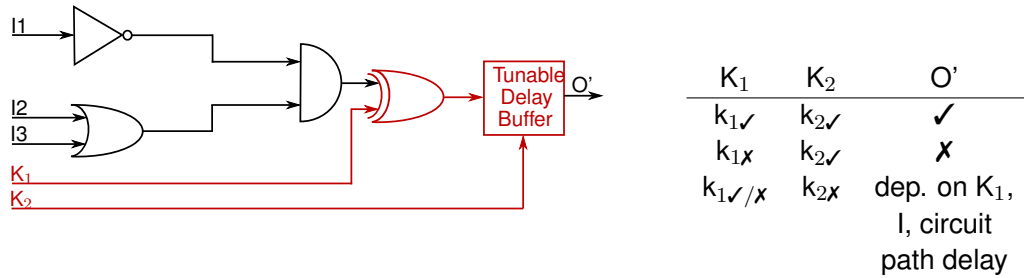 I1
I2
I3
K₁
K₂
Tunable
Delay
Buffer
O'
K₁ K₂ O'
k₁✓ k₂✓ ✓
k₁✗ k₂✓ ✗
k₁✓/✗ k₂✗ dep. on K₁,
I, circuit
path delay